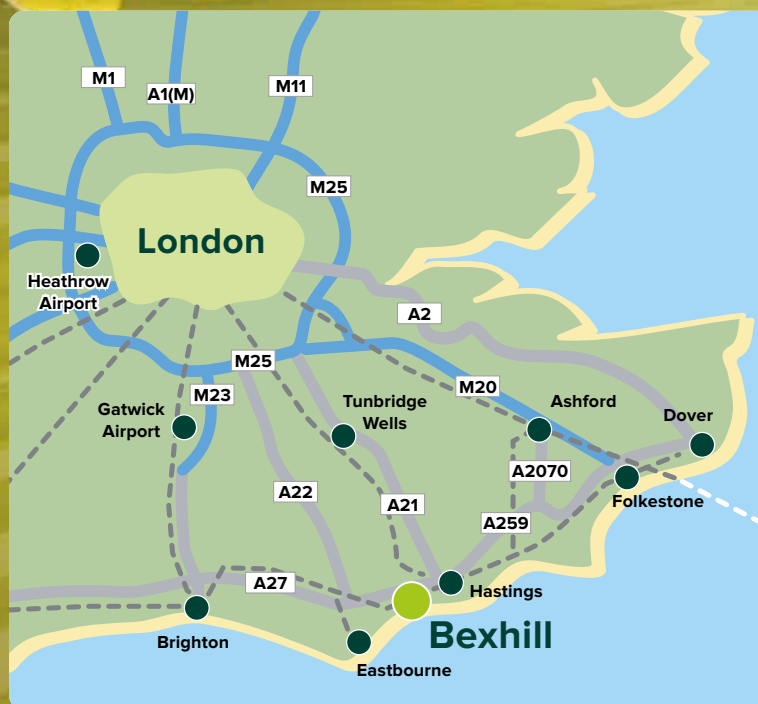 M1
A1(M)
M11
M25
London
Heathrow
Airport
A2
M25
M23
M20
Tunbridge
Wells
Ashford
Gatwick
Airport
Dover
A2070
A22
A21
Folkestone
A259
A27
Hastings
Brighton
Bexhill
Eastbourne